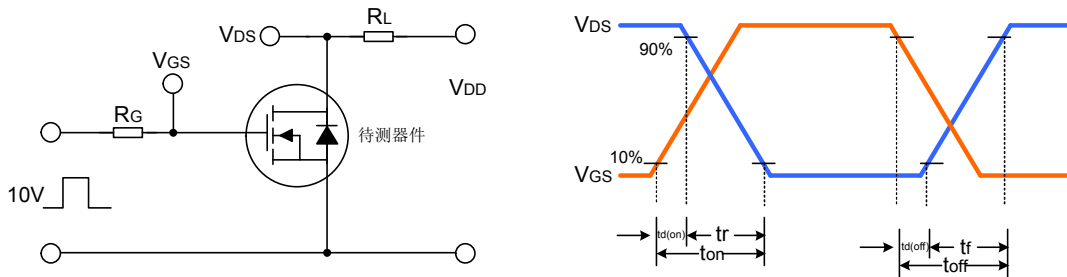 RL
VDS
VGS
VDD
RG
待测器件
10V
VDS
90%
10%
VGS
td(on)
tr
ton
td(off)
tf
toff